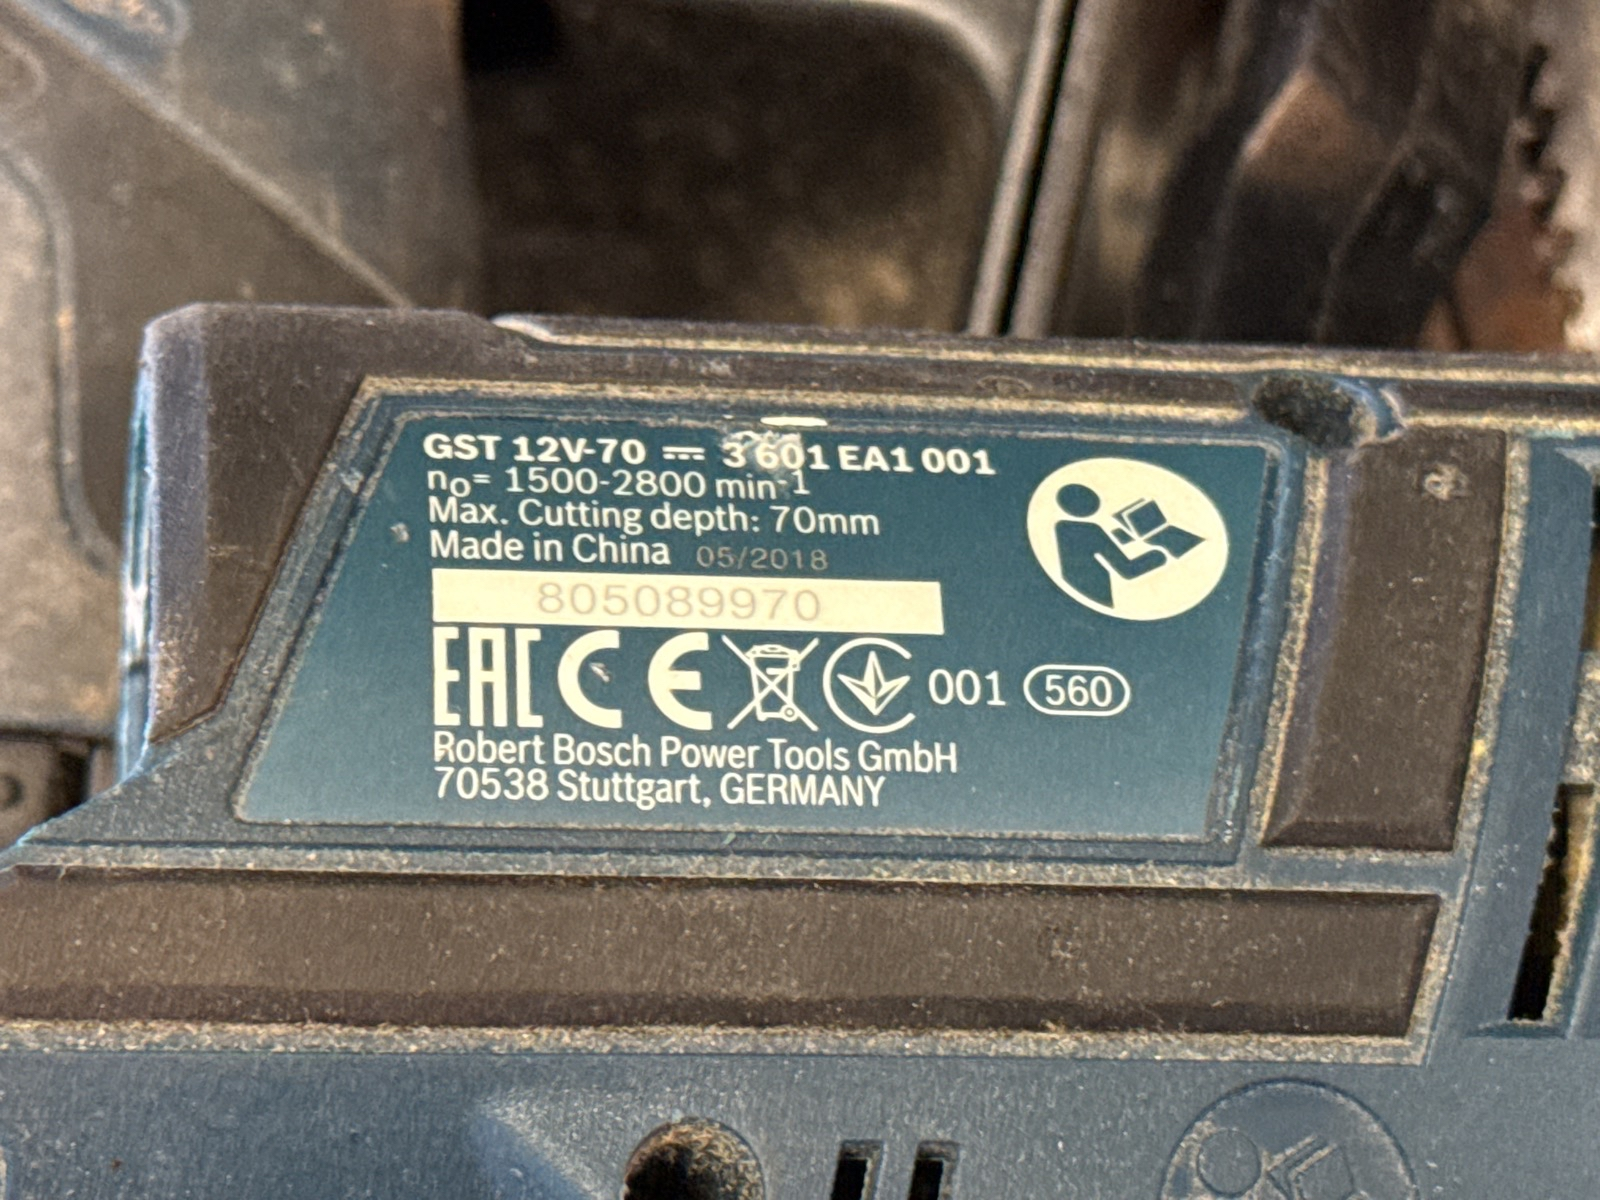 GST 12V-70 ⎓ 3 601 EA1 001
no= 1500-2800 min-1
Max. Cutting depth: 70mm
Made in China 05/2018
805089970
EAC CE 001 560
Robert Bosch Power Tools GmbH
70538 Stuttgart, GERMANY